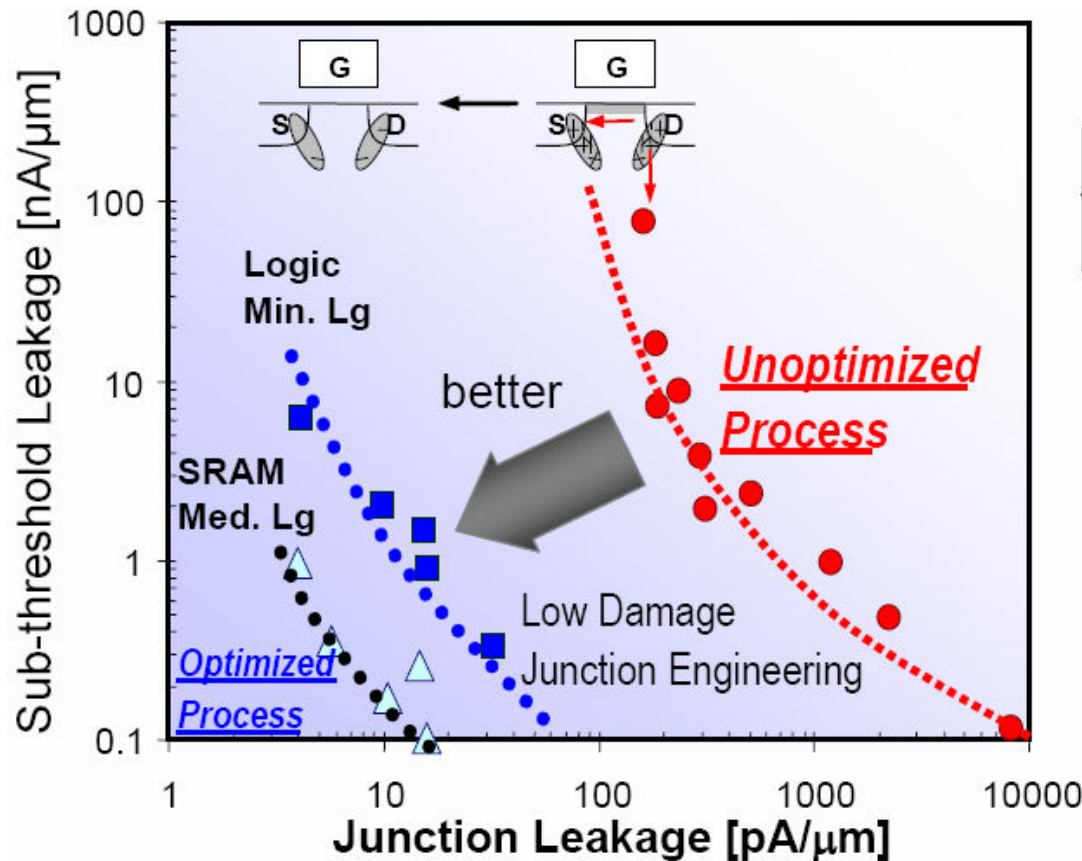 1000
100
10
1
0.1
Sub-threshold Leakage [nA/µm]
G
S
D
G
S
D
Logic
Min. Lg
better
Unoptimized
Process
SRAM
Med. Lg
Low Damage
Junction Engineering
Optimized
Process
1
10
100
1000
10000
Junction Leakage [pA/µm]